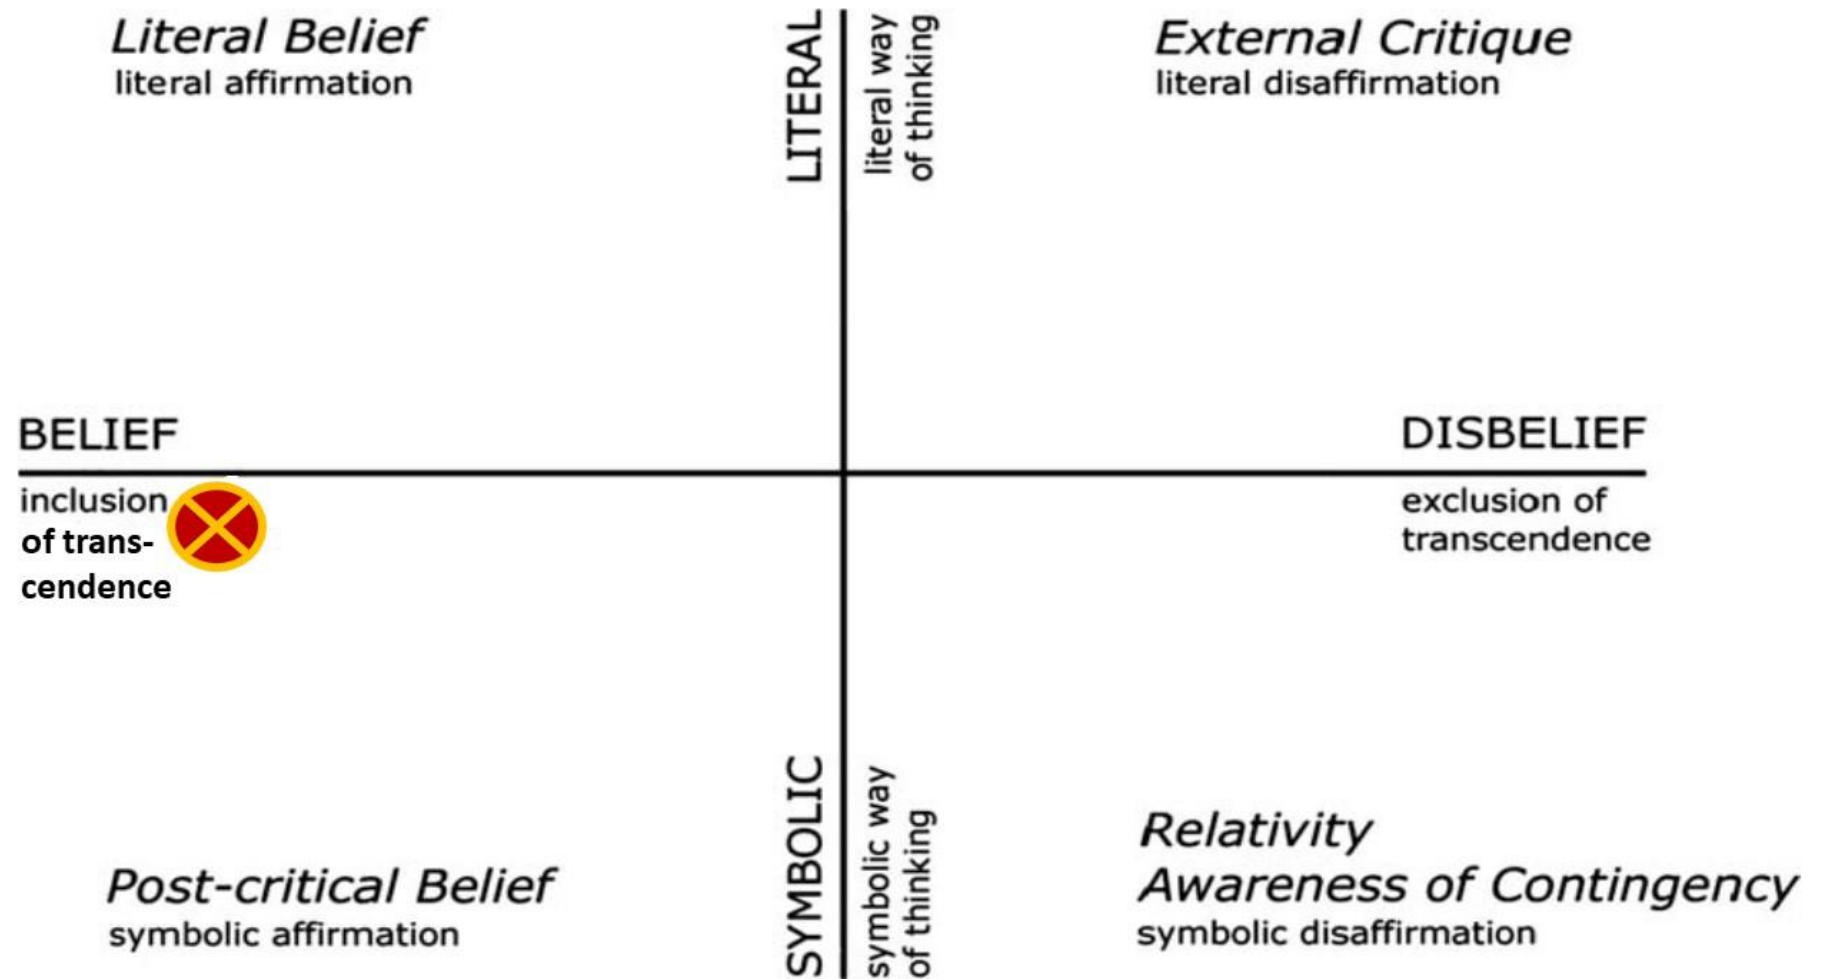 Literal Belief
literal affirmation
LITERAL
literal way
of thinking
External Critique
literal disaffirmation
BELIEF
inclusion
of trans-
cendence
DISBELIEF
exclusion of
transcendence
Post-critical Belief
symbolic affirmation
SYMBOLIC
symbolic way
of thinking
Relativity
Awareness of Contingency
symbolic disaffirmation